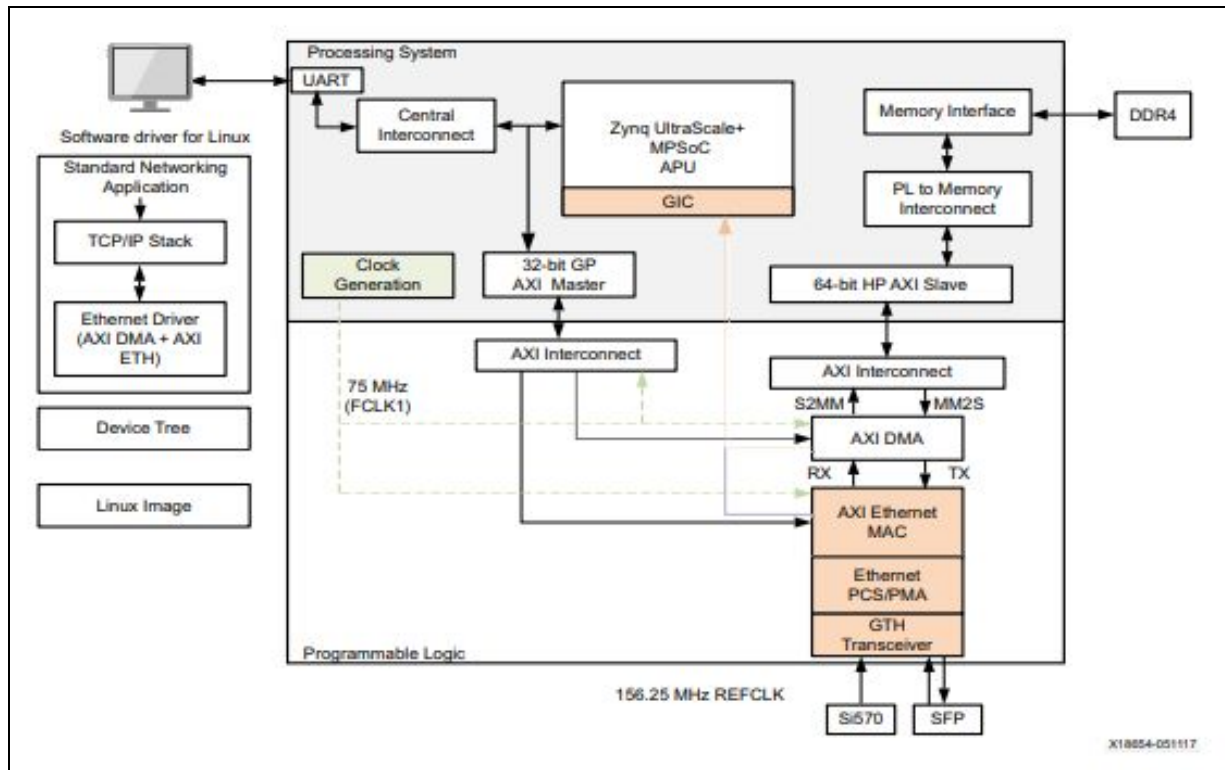 Processing System
UART
Central
Interconnect
Zynq UltraScale+
MPSoC
APU
GIC
Memory Interface
DDR4
PL to Memory
Interconnect
Clock
Generation
32-bit GP
AXI Master
64-bit HP AXI Slave
Software driver for Linux
Standard Networking
Application
TCP/IP Stack
Ethernet Driver
(AXI DMA + AXI
ETH)
Device Tree
Linux Image
AXI Interconnect
AXI Interconnect
75 MHz
(FCLK1)
S2MM
MM2S
AXI DMA
RX
TX
AXI Ethernet
MAC
Ethernet
PCS/PMA
GTH
Transceiver
Programmable Logic
156.25 MHz REFCLK
Si570
SFP
X18654-051117